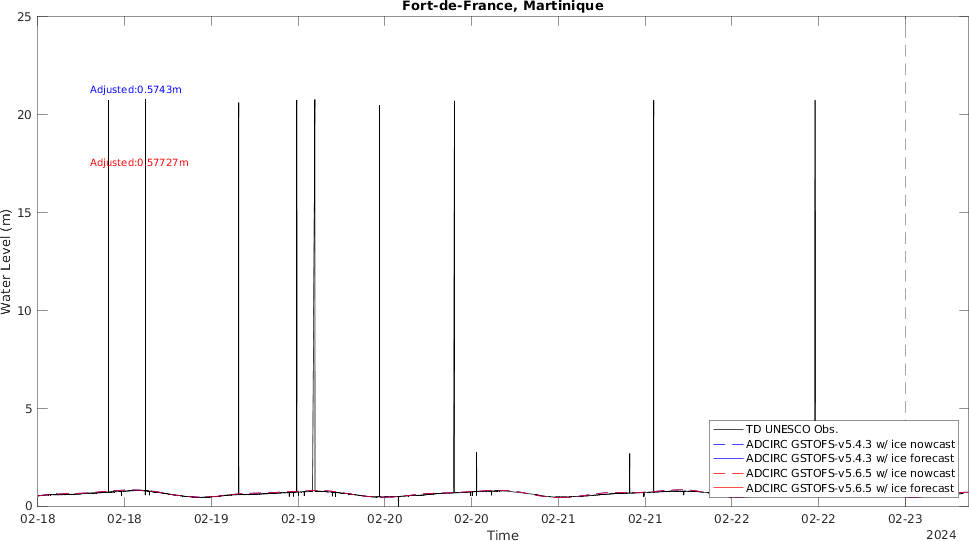 Fort-de-France, Martinique
25
20
15
10
5
0
Water Level (m)
Adjusted:0.5743m
Adjusted:0.57727m
TD UNESCO Obs.
ADCIRC GSTOFS-v5.4.3 w/ ice nowcast
ADCIRC GSTOFS-v5.4.3 w/ ice forecast
ADCIRC GSTOFS-v5.6.5 w/ ice nowcast
ADCIRC GSTOFS-v5.6.5 w/ ice forecast
02-18 02-18 02-19 02-19 02-20 02-20 02-21 02-21 02-22 02-22 02-23
Time
2024